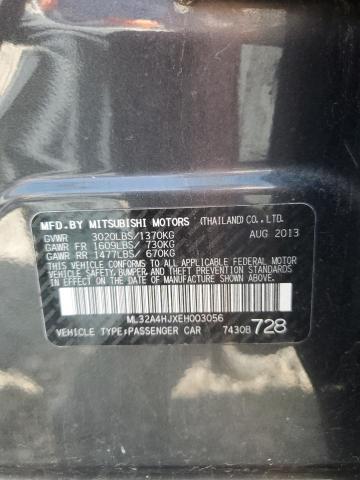 MFD.BY MITSUBISHI MOTORS (THAILAND) CO.,LTD.
GVWR 3020LBS/1370KG AUG 2013
GAWR FR 1609LBS/ 730KG
GAWR RR 1477LBS/ 670KG
THIS VEHICLE CONFORMS TO ALL APPLICABLE FEDERAL MOTOR
VEHICLE SAFETY, BUMPER, AND THEFT PREVENTION STANDARDS
IN EFFECT ON THE DATE OF MANUFACTURE SHOWN ABOVE.
ML32A4HJXEH003056
VEHICLE TYPE:PASSENGER CAR 7430B 728